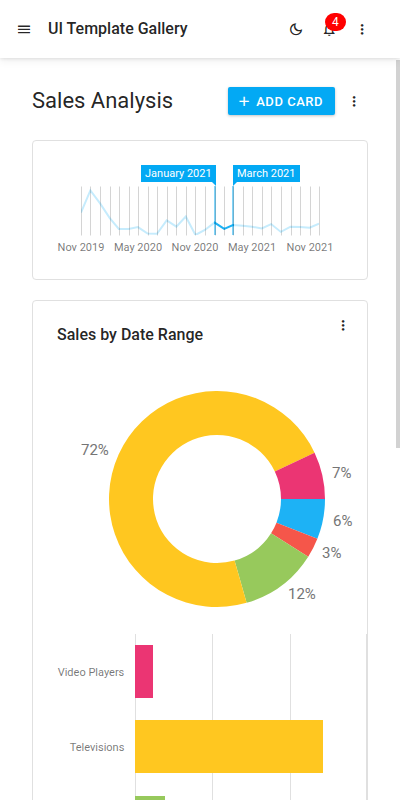 UI Template Gallery
4
Sales Analysis
ADD CARD
January 2021
March 2021
Nov 2019
May 2020
Nov 2020
May 2021
Nov 2021
Sales by Date Range
72%
7%
6%
3%
12%
Video Players
Televisions